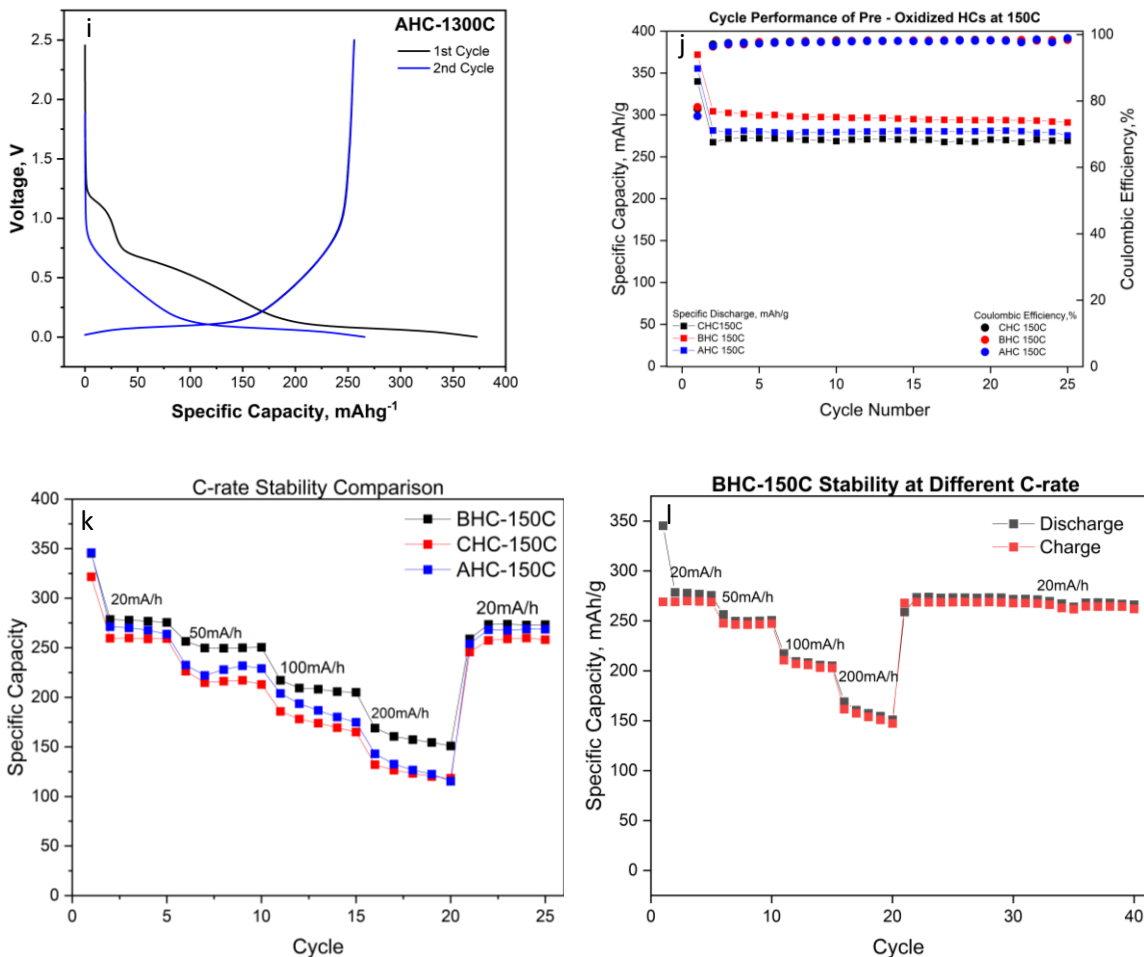 i
AHC-1300C
1st Cycle
2nd Cycle
2.5
2.0
1.5
1.0
0.5
0.0
Voltage, V
0 50 100 150 200 250 300 350 400
Specific Capacity, mAhg-1
Cycle Performance of Pre - Oxidized HCs at 150C
j
400
350
300
250
200
150
100
50
0
Specific Capacity, mAh/g
100
80
60
40
20
0
Coulombic Efficiency,%
Specific Discharge, mAh/g
CHC150C
BHC 150C
AHC 150C
Coulombic Efficiency,%
CHC 150C
BHC 150C
AHC 150C
0 5 10 15 20 25
Cycle Number
C-rate Stability Comparison
k
400
350
300
250
200
150
100
50
0
Specific Capacity
BHC-150C
CHC-150C
AHC-150C
20mA/h
50mA/h
100mA/h
200mA/h
20mA/h
0 5 10 15 20 25
Cycle
BHC-150C Stability at Different C-rate
l
350
300
250
200
150
100
50
0
Specific Capacity, mAh/g
Discharge
Charge
20mA/h
50mA/h
100mA/h
200mA/h
20mA/h
0 10 20 30 40
Cycle